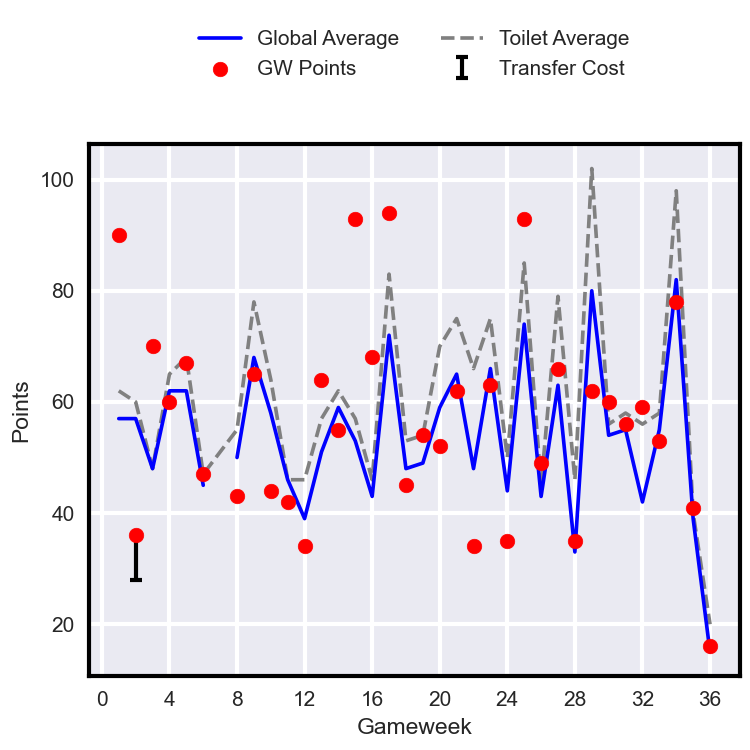 Global Average
Toilet Average
GW Points
Transfer Cost
100
80
60
40
20
Points
0 4 8 12 16 20 24 28 32 36
Gameweek